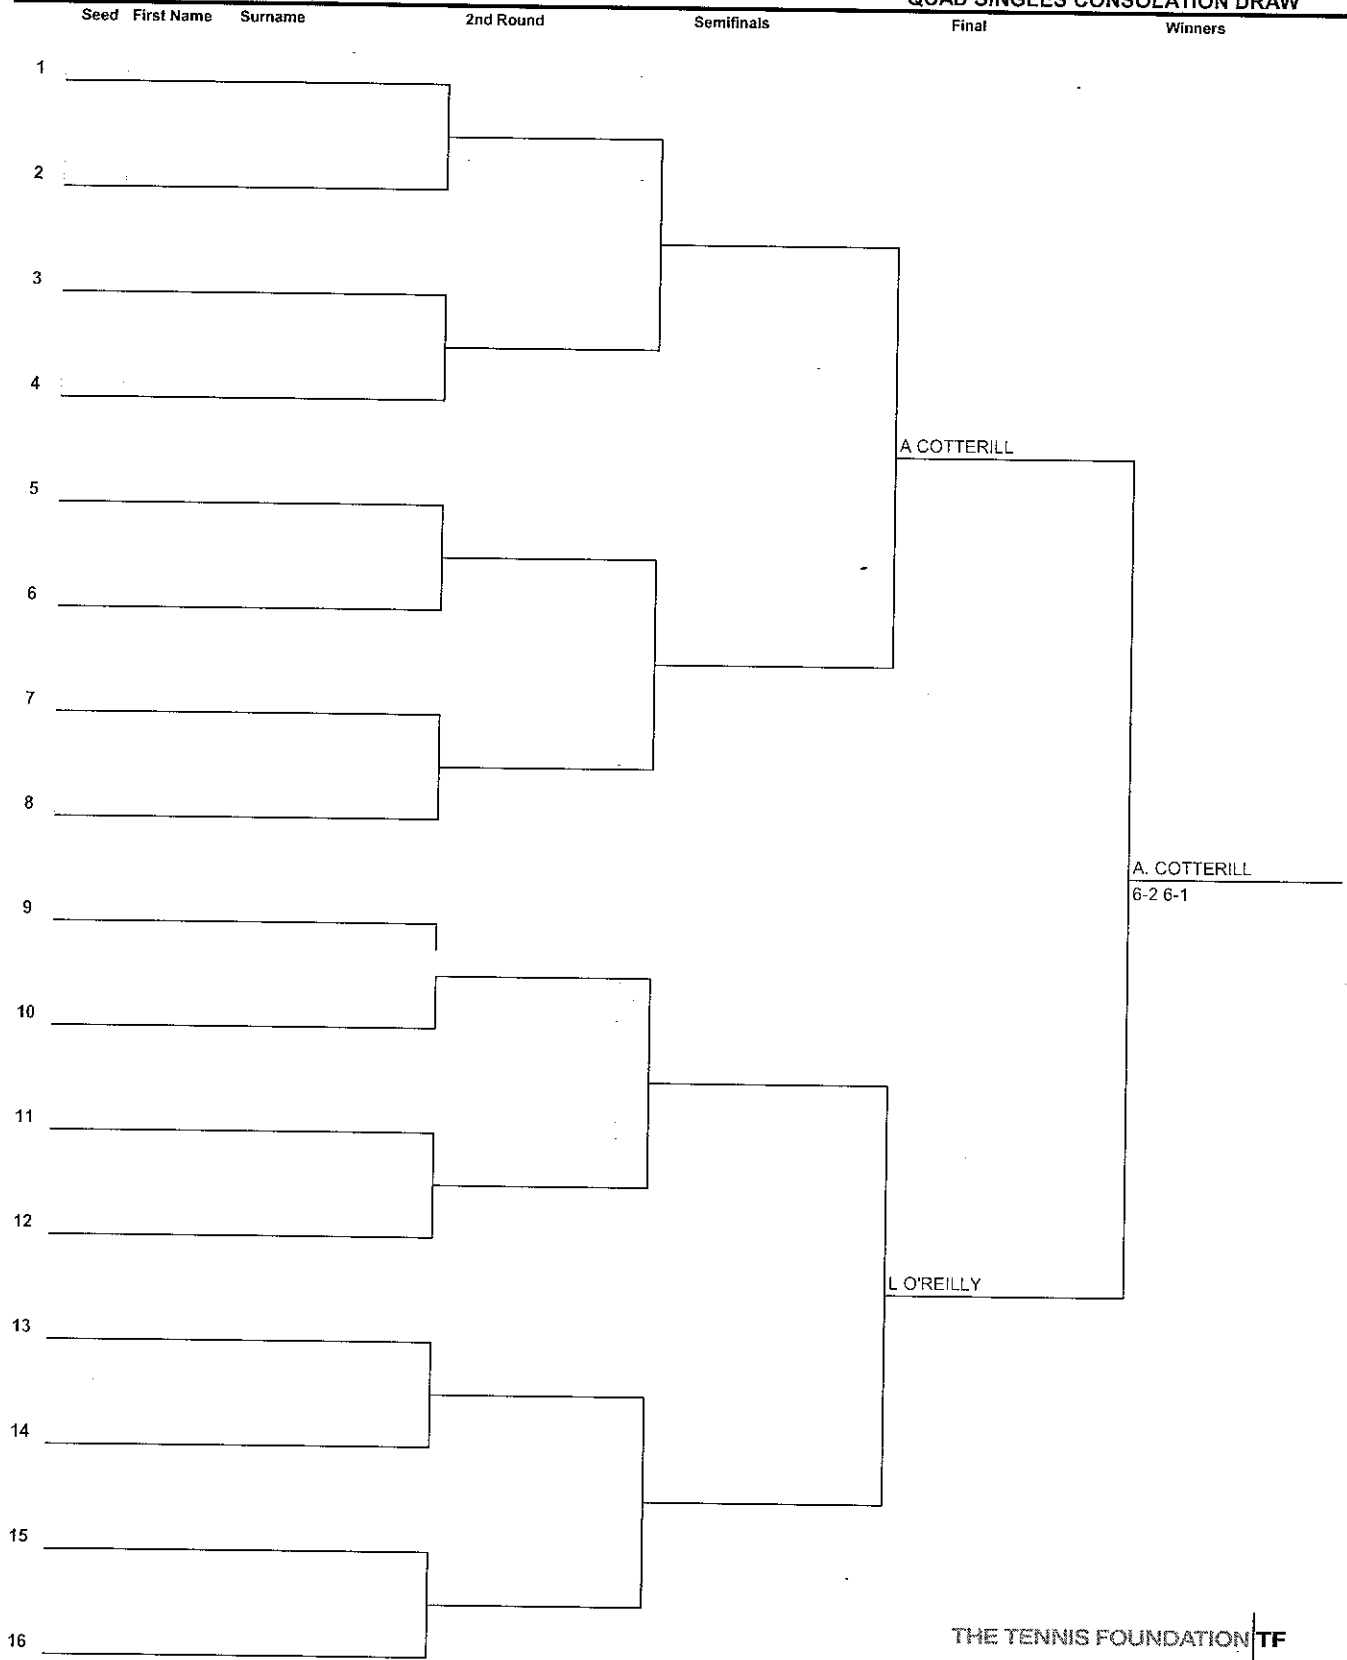 QUAD SINGLES CONSOLATION DRAW
Seed First Name Surname 2nd Round Semifinals Final Winners
1
2
3
4
A COTTERILL
5
6
7
8
A. COTTERILL
6-2 6-1
9
10
11
12
L O'REILLY
13
14
15
16
THE TENNIS FOUNDATION TF